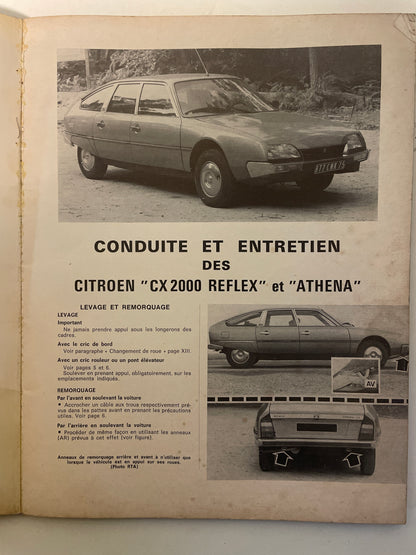 CONDUITE ET ENTRETIEN
DES
CITROEN "CX 2000 REFLEX" et "ATHENA"
LEVAGE ET REMORQUAGE
LEVAGE
Important
Ne jamais prendre appui sous les longerons des
cadres.
Avec le cric de bord
Voir paragraphe « Changement de roue » page XIII.
Avec un cric rouleur ou un pont élévateur
Voir pages 5 et 6.
Soulever en prenant appui, obligatoirement, sur les
emplacements indiqués.
REMORQUAGE
Par l'avant en soulevant la voiture
● Accrocher un câble aux trous respectivement pré-
vus dans les pattes avant en prenant les précautions
utiles. Voir page 6.
Par l'arrière en soulevant la voiture
● Procéder de même façon en utilisant les anneaux
(AR) prévus à cet effet (voir figure).
Anneaux de remorquage arrière et avant à n'utiliser que
lorsque le véhicule est en appui sur ses roues.
(Photo RTA)
AV